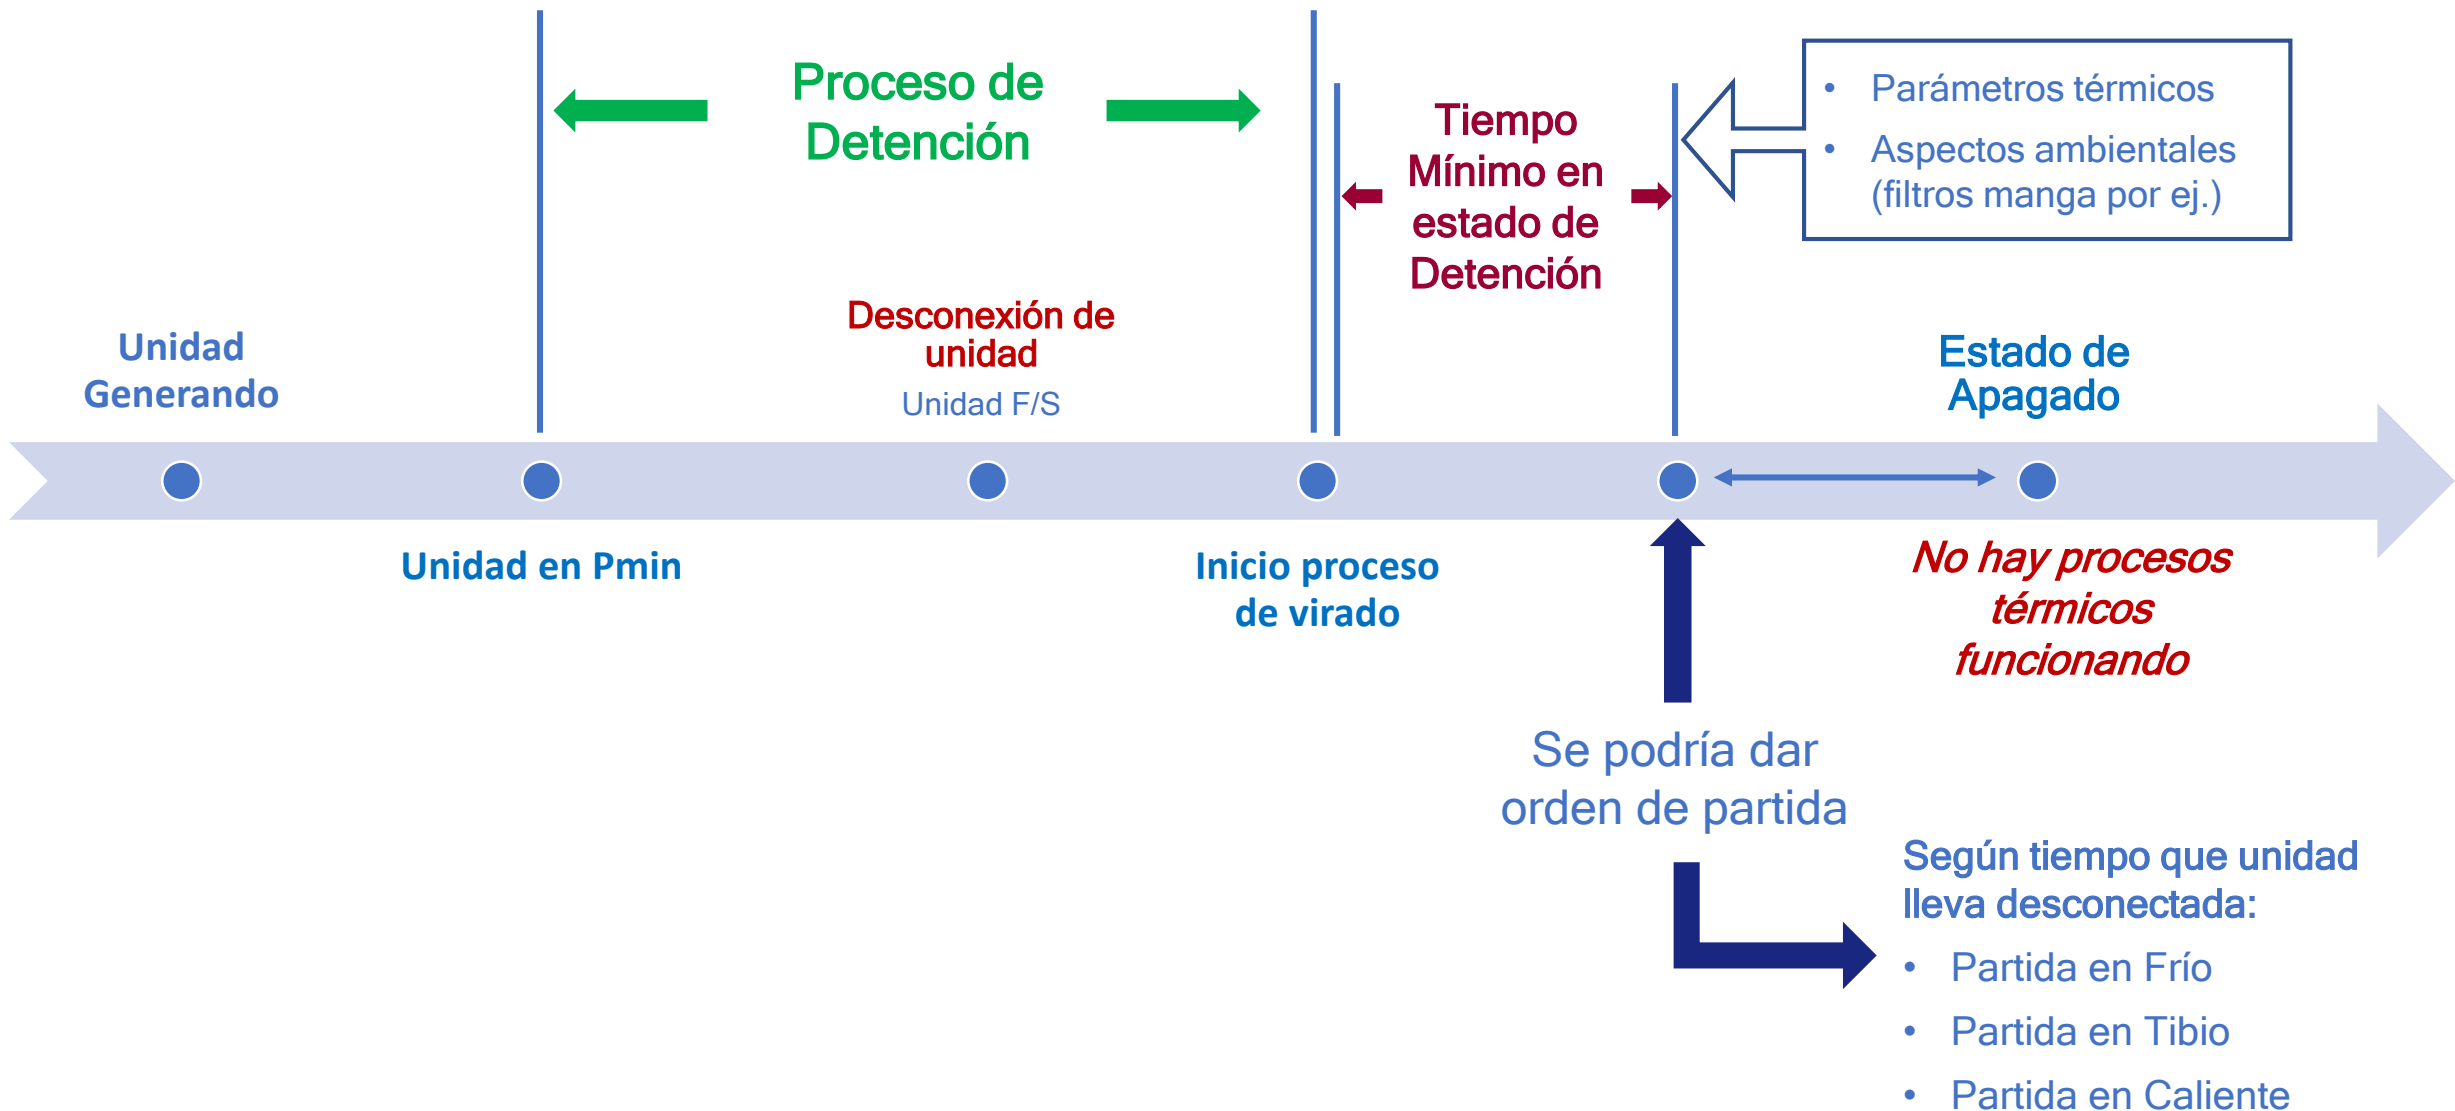 Proceso de
Detención
Tiempo
Mínimo en
estado de
Detención
• Parámetros térmicos
• Aspectos ambientales
(filtros manga por ej.)
Unidad
Generando
Desconexión de
unidad
Unidad F/S
Estado de
Apagado
Unidad en Pmin
Inicio proceso
de virado
No hay procesos
térmicos
funcionando
Se podría dar
orden de partida
Según tiempo que unidad
lleva desconectada:
• Partida en Frío
• Partida en Tibio
• Partida en Caliente